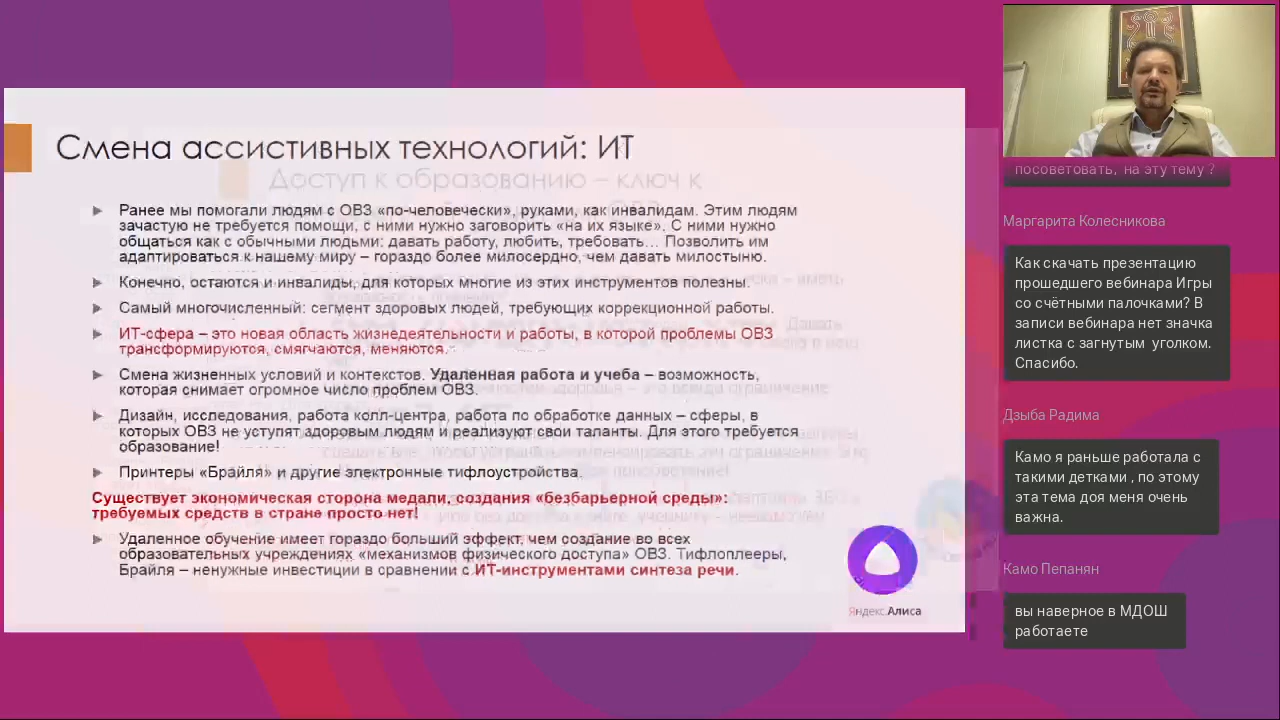 Смена ассистивных технологий: ИТ
Доступ к образованию – ключ к
Ранее мы помогали людям с ОВЗ «по-человечески», руками, как инвалидам. Этим людям
зачастую не требуется помощи, с ними нужно заговорить «на их языке». С ними нужно
общаться как с обычными людьми: давать работу, любить, требовать... Позволить им
адаптироваться к нашему миру – гораздо более милосердно, чем давать милостыню.
Конечно, остаются и инвалиды, для которых многие из этих инструментов полезны.
Самый многочисленный: сегмент здоровых людей, требующих коррекционной работы.
ИТ-сфера – это новая область жизнедеятельности и работы, в которой проблемы ОВЗ
трансформируются, смягчаются, меняются.
Смена жизненных условий и контекстов. Удаленная работа и учеба – возможность,
которая снимает огромное число проблем ОВЗ.
Дизайн, исследования, работа колл-центра, работа по обработке данных – сферы, в
которых ОВЗ не уступят здоровым людям и реализуют свои таланты. Для этого требуется
образование!
Принтеры «Брайля» и другие электронные тифлоустройства.
Существует экономическая сторона медали, создания «безбарьерной среды»:
требуемых средств в стране просто нет!
Удаленное обучение имеет гораздо больший эффект, чем создание во всех
образовательных учреждениях «механизмов физического доступа» ОВЗ. Тифлоплееры,
Брайля – ненужные инвестиции в сравнении с ИТ-инструментами синтеза речи.
Яндекс.Алиса
посоветовать, на эту тему ?
Маргарита Колесникова
Как скачать презентацию
прошедшего вебинара Игры
со счётными палочками? В
записи вебинара нет значка
листка с загнутым уголком.
Спасибо.
Дзыба Радима
Камо я раньше работала с
такими детками , по этому
эта тема доя меня очень
важна.
Камо Пепанян
вы наверное в МДОШ
работаете